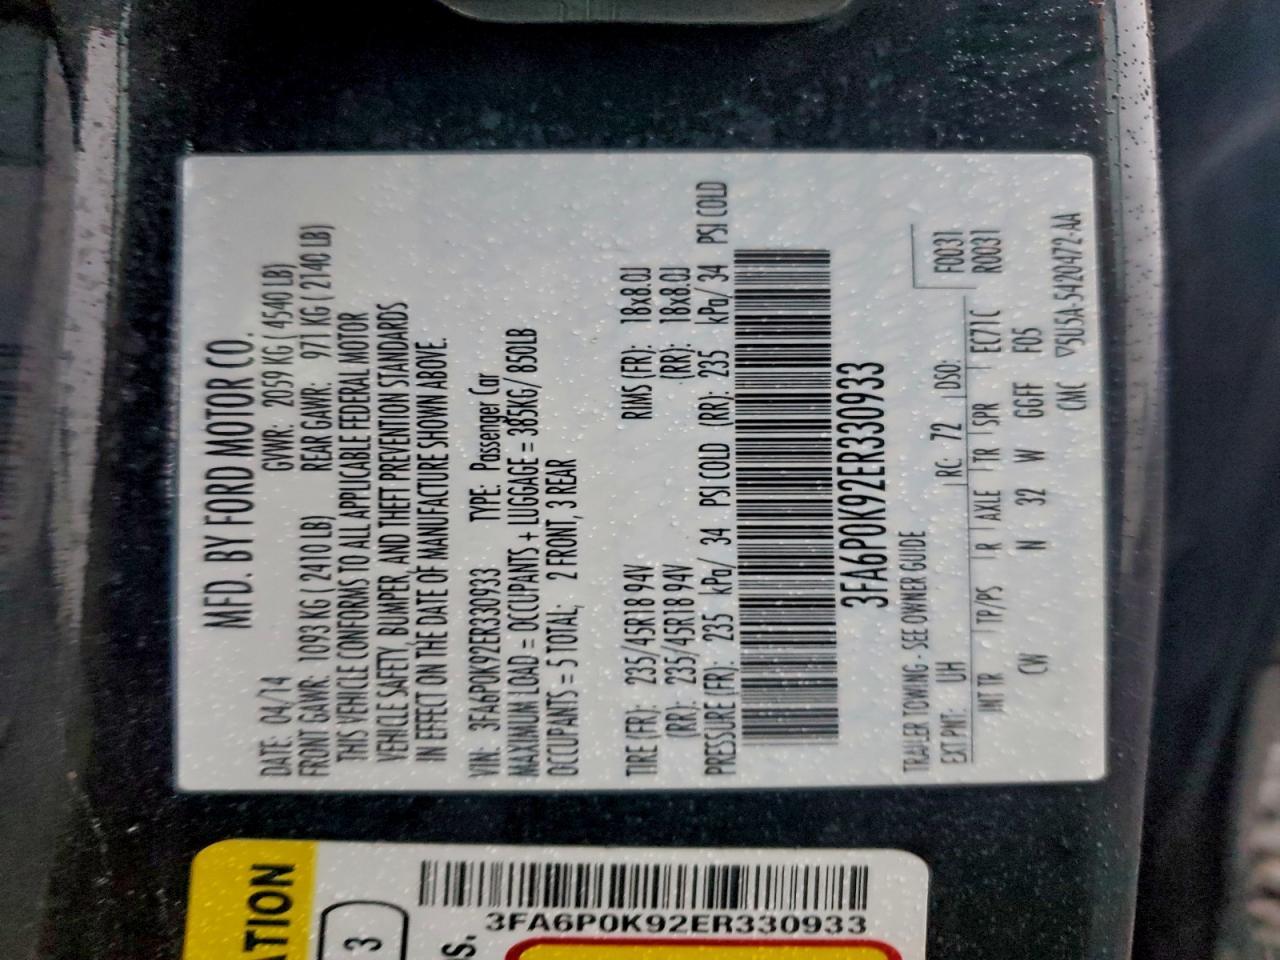 MFD. BY FORD MOTOR CO.
DATE: 04/14 GVWR: 2059 KG ( 4540 LB)
FRONT GAWR: 1093 KG ( 2410 LB) REAR GAWR: 971 KG ( 2140 LB)
THIS VEHICLE CONFORMS TO ALL APPLICABLE FEDERAL MOTOR
VEHICLE SAFETY, BUMPER, AND THEFT PREVENTION STANDARDS
IN EFFECT ON THE DATE OF MANUFACTURE SHOWN ABOVE.
VIN: 3FA6P0K92ER330933 TYPE: Passenger Car
MAXIMUM LOAD = OCCUPANTS + LUGGAGE = 385KG/ 850LB
OCCUPANTS = 5 TOTAL, 2 FRONT, 3 REAR
TIRE (FR): 235/45R18 94V RIMS (FR): 18x8.0J
(RR): 235/45R18 94V (RR): 18x8.0J
PRESSURE (FR): 235 kPa/ 34 PSI COLD (RR): 235 kPa/ 34 PSI COLD
3FA6P0K92ER330933
TRAILER TOWING - SEE OWNER GUIDE F0031
EXT PNT: UH RC: 72 DSO: R0031
INT TR TP/PS R AXLE TR SPR EC71C
CW N 32 W GGFF F05
CMC ▽5U5A-5420472-AA
ATION
3
3FA6P0K92ER330933